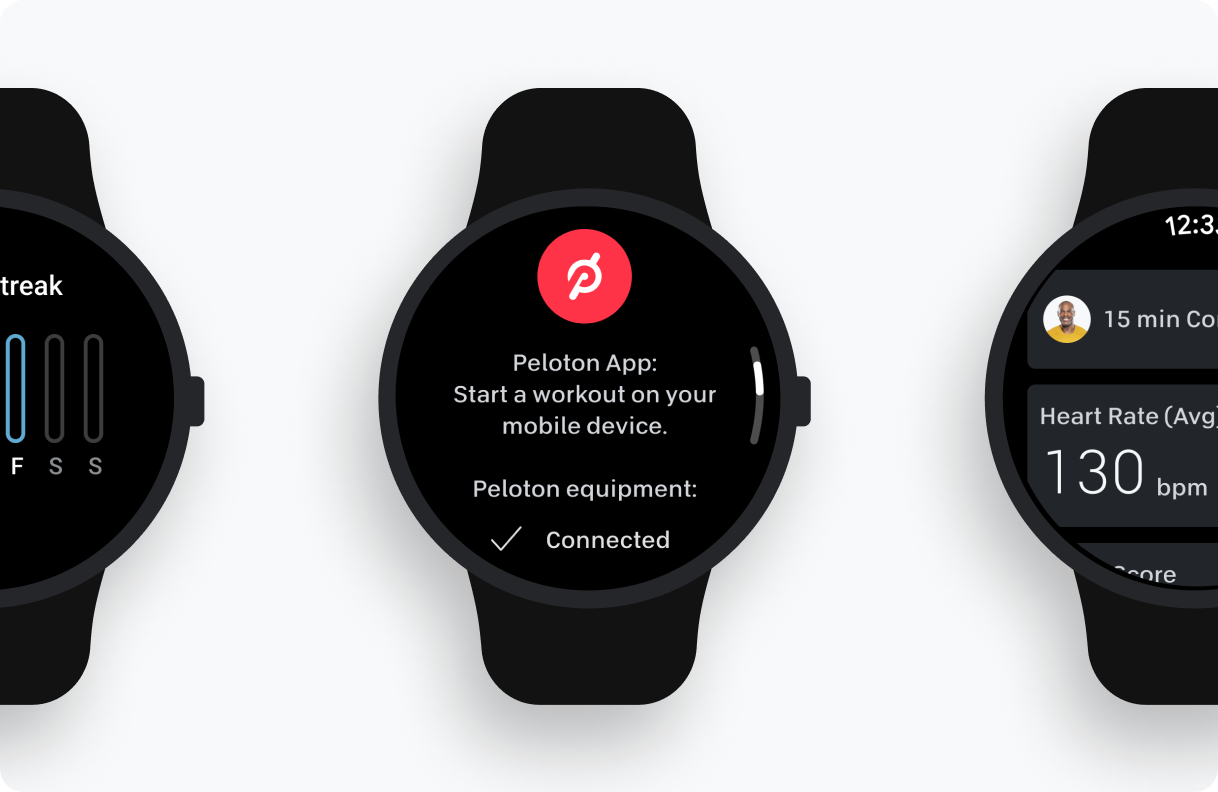 treak
F S S
Peloton App:
Start a workout on your
mobile device.
Peloton equipment:
Connected
12:3
15 min Co
Heart Rate (Avg)
130 bpm
Score